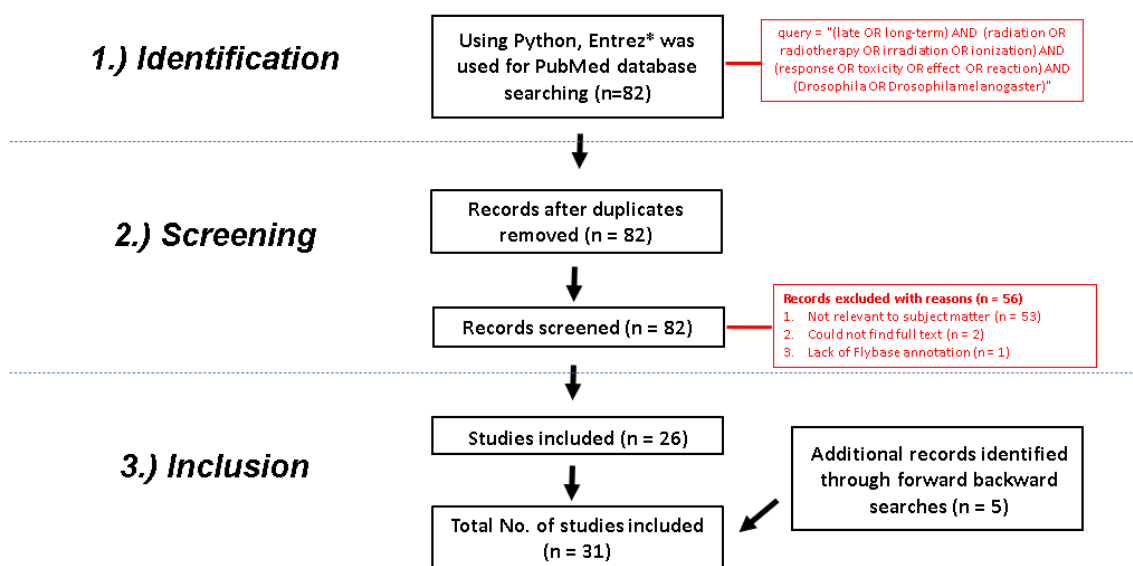 1.) Identification
Using Python, Entrez* was
used for PubMed database
searching (n=82)
query = "(late OR long-term) AND (radiation OR
radiotherapy OR irradiation OR ionization) AND
(response OR toxicity OR effect OR reaction) AND
(Drosophila OR Drosophila melanogaster)"
2.) Screening
Records after duplicates
removed (n = 82)
Records screened (n = 82)
Records excluded with reasons (n = 56)
1. Not relevant to subject matter (n = 53)
2. Could not find full text (n = 2)
3. Lack of Flybase annotation (n = 1)
3.) Inclusion
Studies included (n = 26)
Additional records identified
through forward backward
searches (n = 5)
Total No. of studies included
(n = 31)